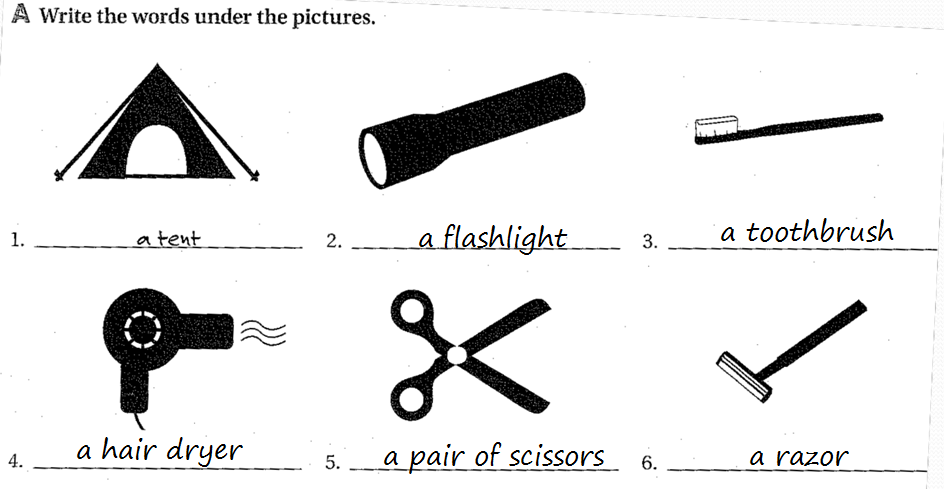 A Write the words under the pictures.
1. a tent 2. a flashlight 3. a toothbrush
4. a hair dryer 5. a pair of scissors 6. a razor